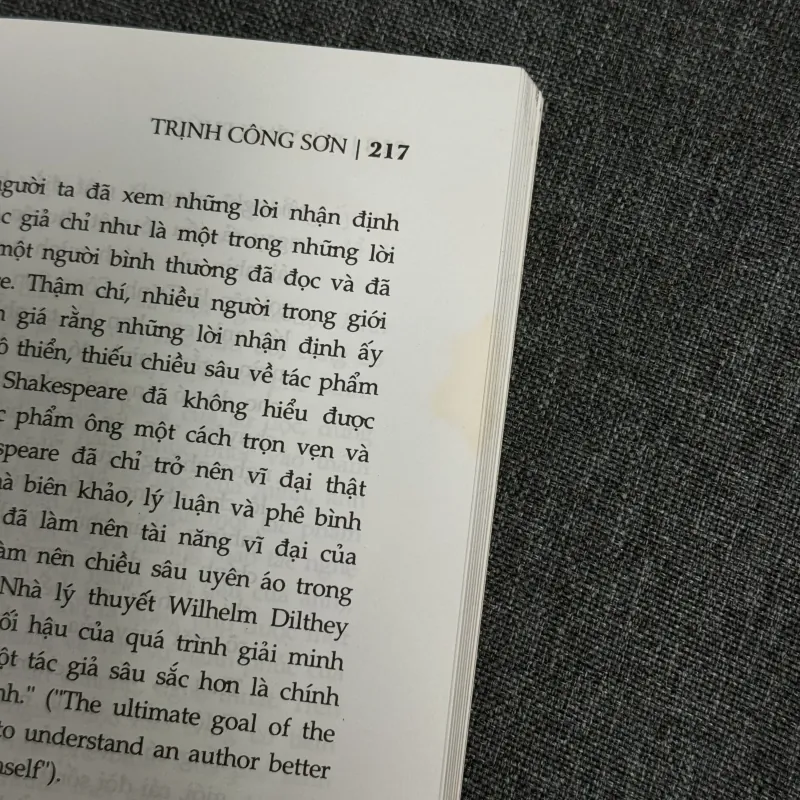 TRỊNH CÔNG SƠN | 217
người ta đã xem những lời nhận định
giả chỉ như là một trong những lời
một người bình thường đã đọc và đã
Thậm chí, nhiều người trong giới
giá rằng những lời nhận định ấy
thiển, thiếu chiều sâu về tác phẩm
Shakespeare đã không hiểu được
phẩm ông một cách trọn vẹn và
speare đã chỉ trở nên vĩ đại thật
biên khảo, lý luận và phê bình
đã làm nên tài năng vĩ đại của
làm nên chiều sâu uyên áo trong
Nhà lý thuyết Wilhelm Dilthey
hậu của quá trình giải minh
tác giả sâu sắc hơn là chính
("The ultimate goal of the
to understand an author better
self").